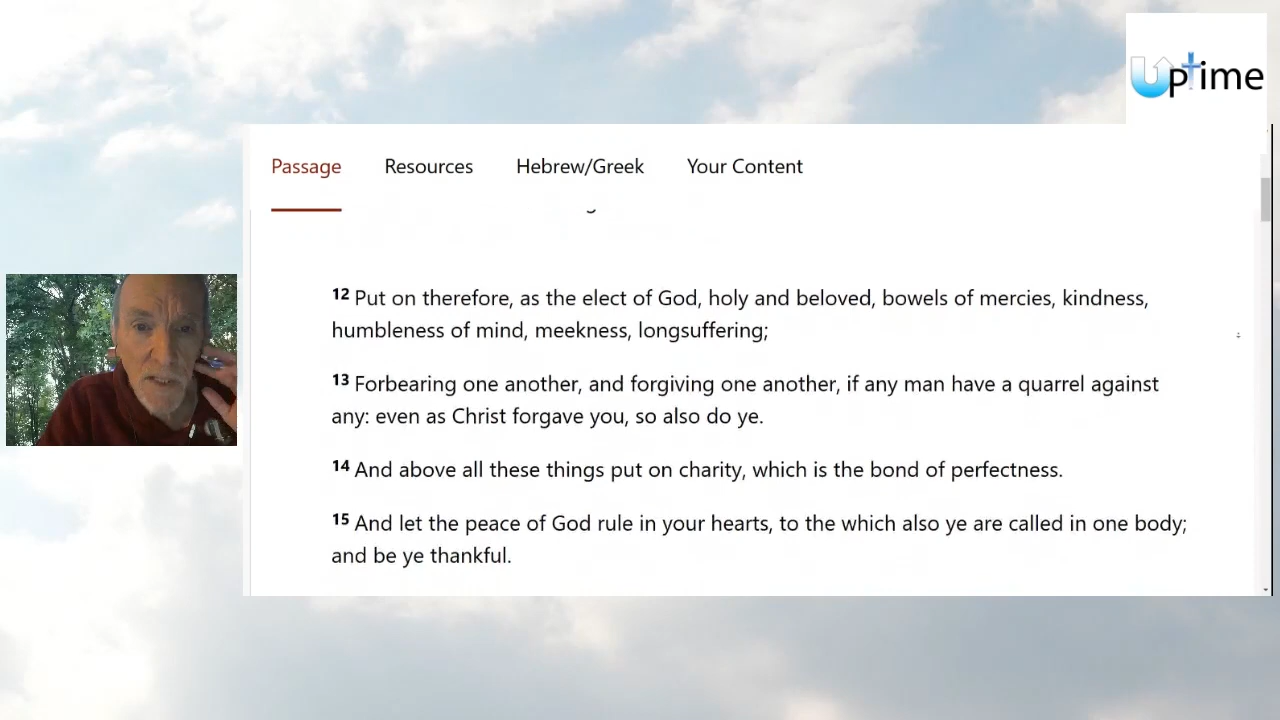 Uptime
Passage Resources Hebrew/Greek Your Content
12 Put on therefore, as the elect of God, holy and beloved, bowels of mercies, kindness,
humbleness of mind, meekness, longsuffering;
13 Forbearing one another, and forgiving one another, if any man have a quarrel against
any: even as Christ forgave you, so also do ye.
14 And above all these things put on charity, which is the bond of perfectness.
15 And let the peace of God rule in your hearts, to the which also ye are called in one body;
and be ye thankful.